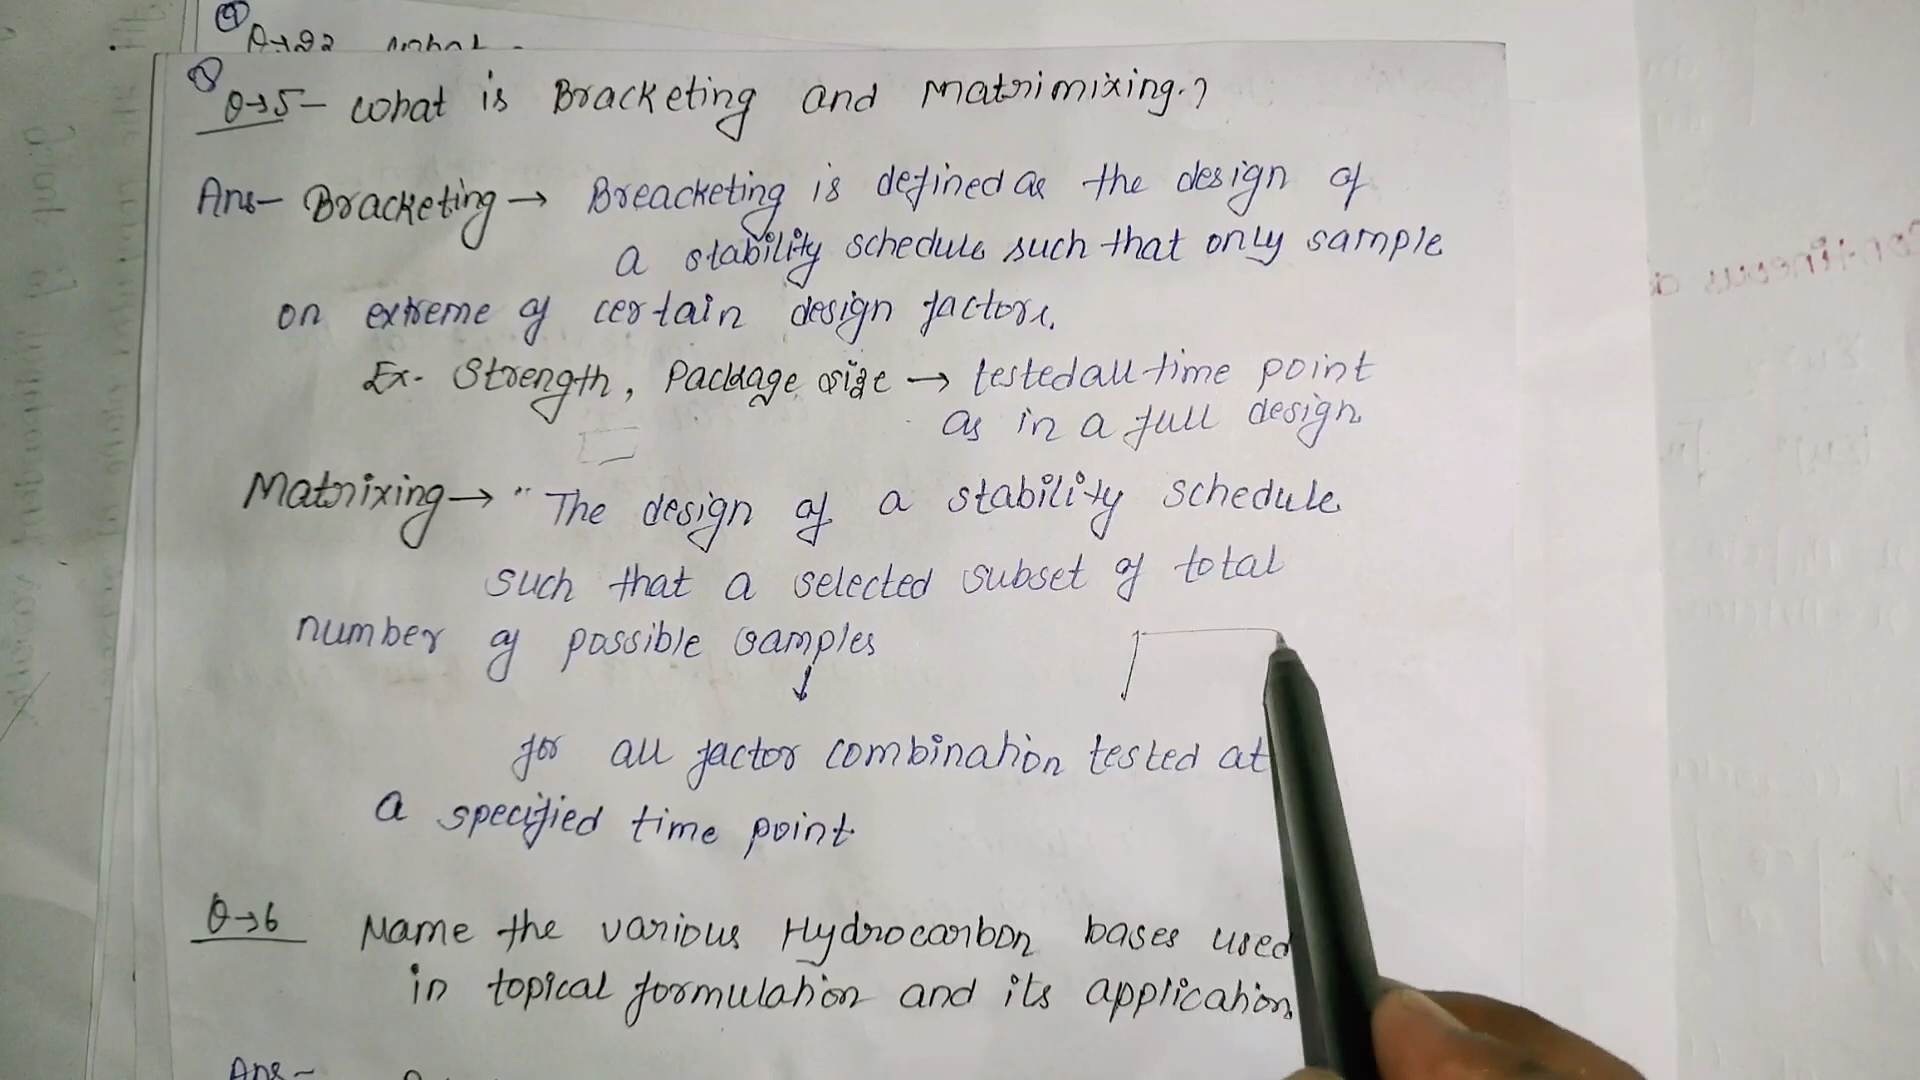 Q→22 what
Q→5- What is Bracketing and Matrimixing?
Ans- Bracketing → Breacketing is defined as the design of
a stability schedule such that only sample
on extreme of certain design factors.
Ex- Strength, Package size → tested all time point
as in a full design
Matrixing → "The design of a stability schedule
such that a selected subset of total
number of possible samples
for all factor combination tested at
a specified time point.
Q→6 Name the various Hydrocarbon bases used
in topical formulation and its application
Ans-